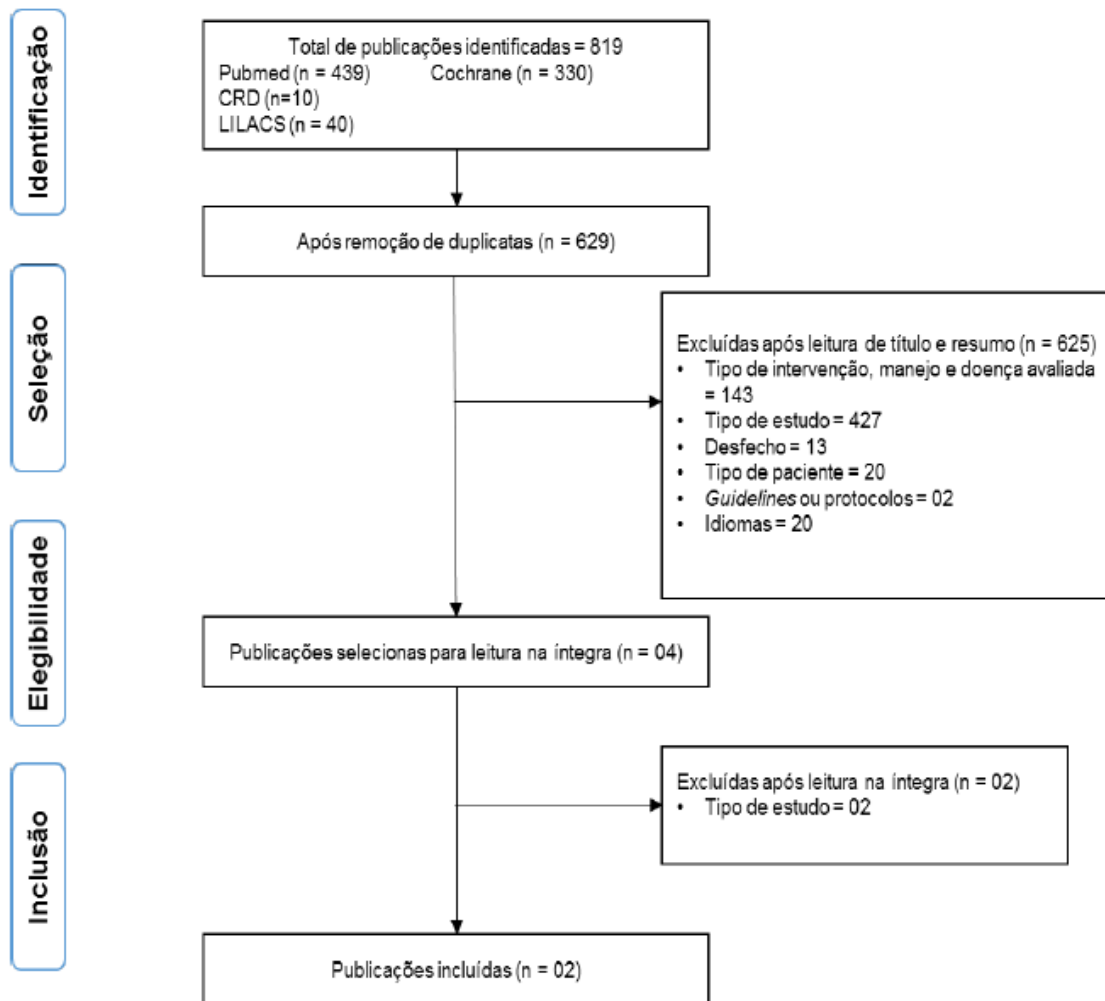 Identificação
Total de publicações identificadas = 819
Pubmed (n = 439) Cochrane (n = 330)
CRD (n=10)
LILACS (n = 40)
Após remoção de duplicatas (n = 629)
Seleção
Excluídas após leitura de título e resumo (n = 625)
• Tipo de intervenção, manejo e doença avaliada
= 143
• Tipo de estudo = 427
• Desfecho = 13
• Tipo de paciente = 20
• Guidelines ou protocolos = 02
• Idiomas = 20
Elegibilidade
Publicações selecionas para leitura na íntegra (n = 04)
Inclusão
Excluídas após leitura na íntegra (n = 02)
• Tipo de estudo = 02
Publicações incluídas (n = 02)